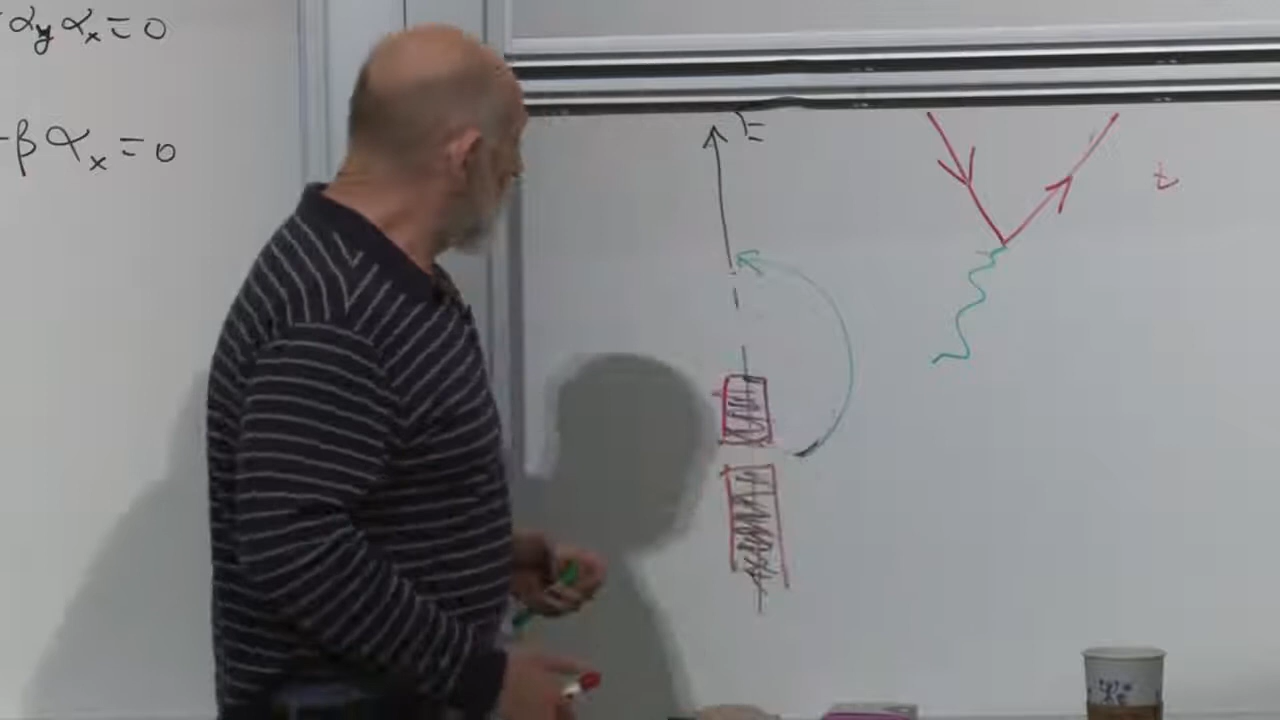 α_y α_x = 0
β α_x = 0
E
t